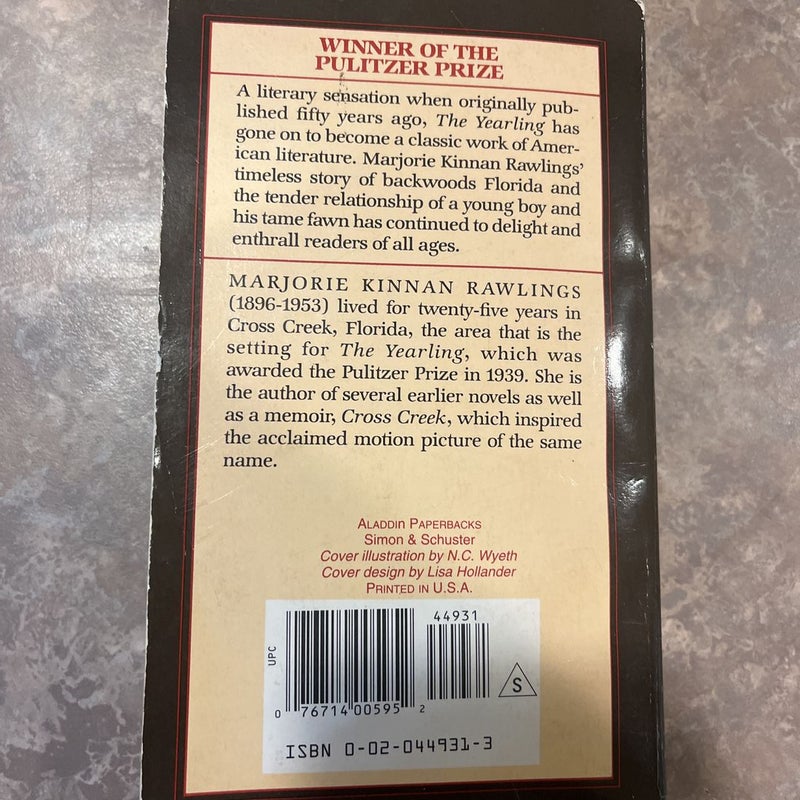 WINNER OF THE
PULITZER PRIZE
A literary sensation when originally pub-
lished fifty years ago, The Yearling has
gone on to become a classic work of Amer-
ican literature. Marjorie Kinnan Rawlings'
timeless story of backwoods Florida and
the tender relationship of a young boy and
his tame fawn has continued to delight and
enthrall readers of all ages.
MARJORIE KINNAN RAWLINGS
(1896-1953) lived for twenty-five years in
Cross Creek, Florida, the area that is the
setting for The Yearling, which was
awarded the Pulitzer Prize in 1939. She is
the author of several earlier novels as well
as a memoir, Cross Creek, which inspired
the acclaimed motion picture of the same
name.
ALADDIN PAPERBACKS
Simon & Schuster
Cover illustration by N.C. Wyeth
Cover design by Lisa Hollander
PRINTED IN U.S.A.
44931
UPC
S
0 76714 00595 2
ISBN 0-02-044931-3